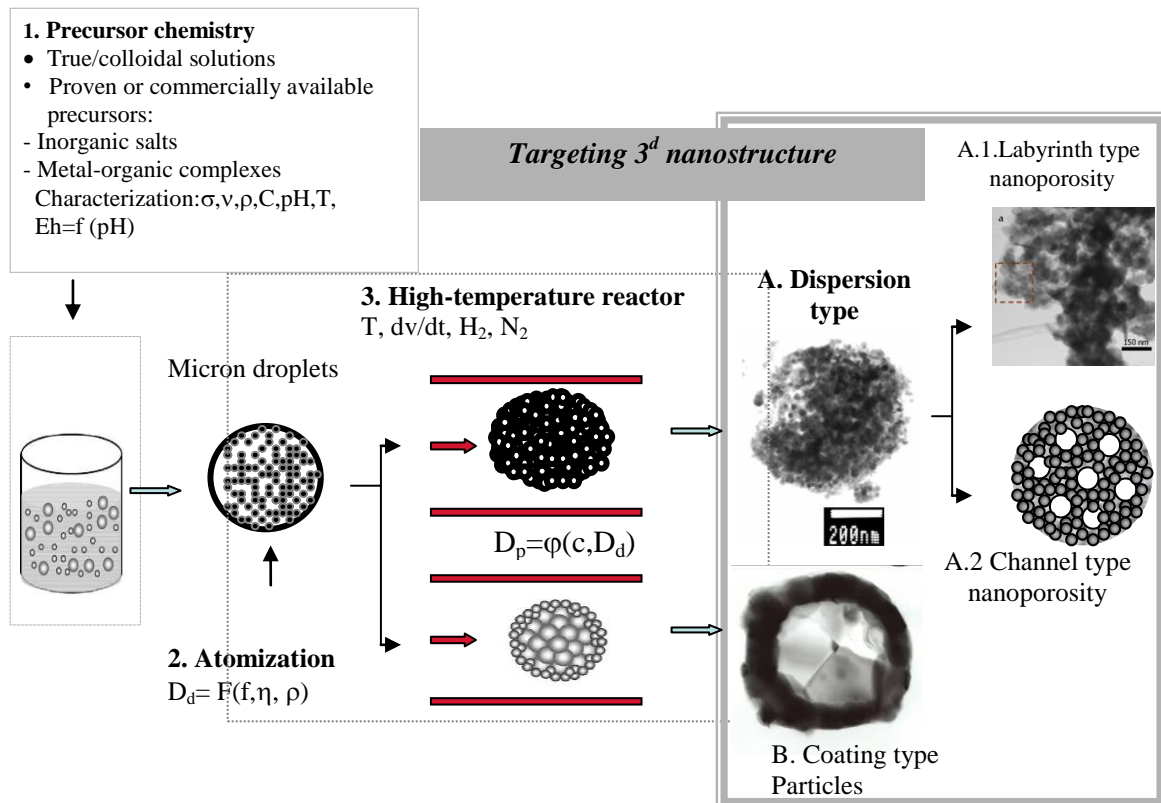 1. Precursor chemistry
• True/colloidal solutions
• Proven or commercially available
precursors:
- Inorganic salts
- Metal-organic complexes
Characterization:σ,ν,ρ,C,pH,T,
Eh=f (pH)
Targeting 3ᵈ nanostructure
A.1.Labyrinth type
nanoporosity
a
150 nm
3. High-temperature reactor
T, dv/dt, H₂, N₂
A. Dispersion
type
Micron droplets
200nm
Dₚ=φ(c,D_d)
A.2 Channel type
nanoporosity
2. Atomization
D_d= F(f,η, ρ)
B. Coating type
Particles